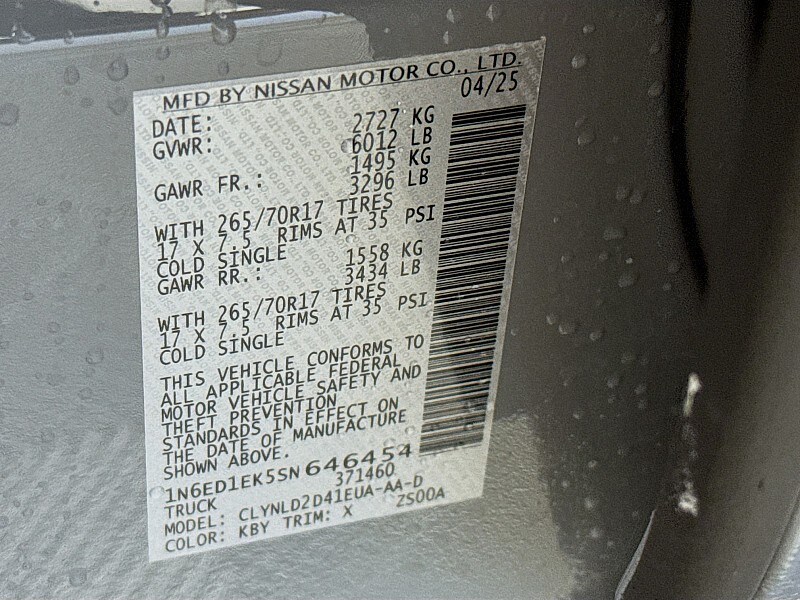 MFD BY NISSAN MOTOR CO., LTD.
DATE: 04/25
GVWR: 2727 KG
6012 LB
GAWR FR.: 1495 KG
3296 LB
WITH 265/70R17 TIRES
17 X 7.5 RIMS AT 35 PSI
COLD SINGLE
GAWR RR.: 1558 KG
3434 LB
WITH 265/70R17 TIRES
17 X 7.5 RIMS AT 35 PSI
COLD SINGLE
THIS VEHICLE CONFORMS TO
ALL APPLICABLE FEDERAL
MOTOR VEHICLE SAFETY AND
THEFT PREVENTION
STANDARDS IN EFFECT ON
THE DATE OF MANUFACTURE
SHOWN ABOVE.
1N6ED1EK5SN646454
TRUCK 371460
MODEL: CLYNLD2D41EUA-AA-D
COLOR: KBY TRIM: X ZS00A